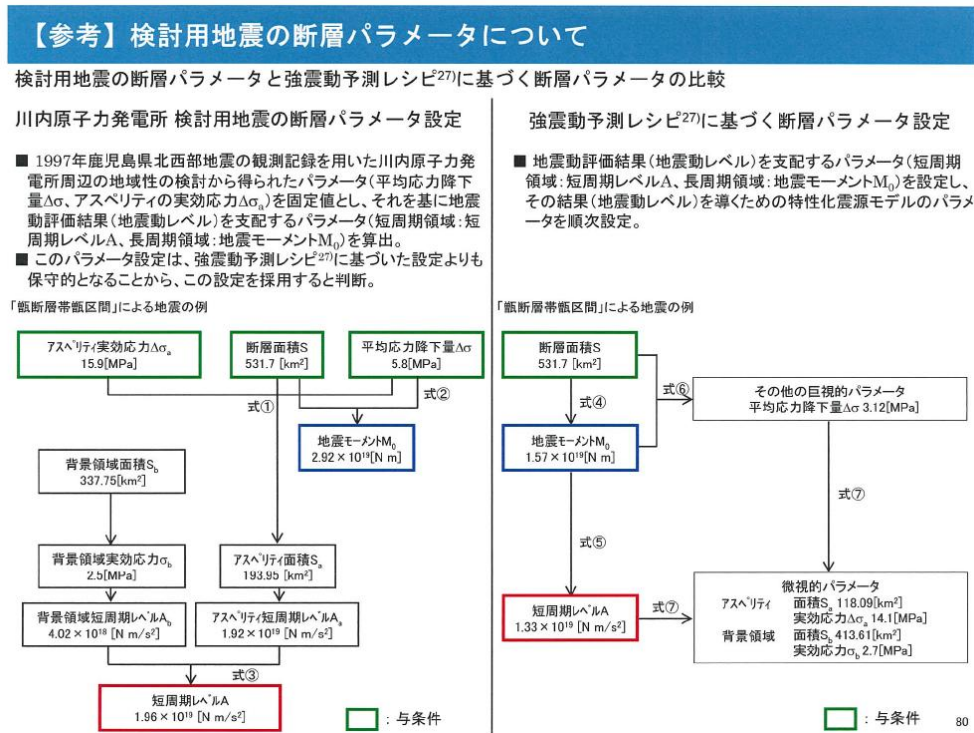 【参考】検討用地震の断層パラメータについて
検討用地震の断層パラメータと強震動予測レシピ27)に基づく断層パラメータの比較
川内原子力発電所 検討用地震の断層パラメータ設定
■ 1997年鹿児島県北西部地震の観測記録を用いた川内原子力発
電所周辺の地域性の検討から得られたパラメータ(平均応力降下
量Δσ、アスペリティの実効応力Δσa)を固定値とし、それを基に地震
動評価結果(地震動レベル)を支配するパラメータ(短周期領域:短
周期レベルA、長周期領域:地震モーメントM0)を算出。
■ このパラメータ設定は、強震動予測レシピ27)に基づいた設定よりも
保守的となることから、この設定を採用すると判断。
「甑断層帯甑区間」による地震の例
アスペリティ実効応力Δσa
15.9[MPa]
断層面積S
531.7 [km²]
平均応力降下量Δσ
5.8[MPa]
式①
式②
地震モーメントM0
2.92×10¹⁹[N m]
背景領域面積Sb
337.75[km²]
背景領域実効応力σb
2.5[MPa]
アスペリティ面積Sa
193.95 [km²]
背景領域短周期レベルAb
4.02×10¹⁸ [N m/s²]
アスペリティ短周期レベルAa
1.92×10¹⁹ [N m/s²]
式③
短周期レベルA
1.96×10¹⁹ [N m/s²]
:与条件
強震動予測レシピ27)に基づく断層パラメータ設定
■ 地震動評価結果(地震動レベル)を支配するパラメータ(短周期
領域:短周期レベルA、長周期領域:地震モーメントM0)を設定し、
その結果(地震動レベル)を導くための特性化震源モデルのパラメ
ータを順次設定。
「甑断層帯甑区間」による地震の例
断層面積S
531.7 [km²]
式④
式⑥
その他の巨視的パラメータ
平均応力降下量Δσ 3.12[MPa]
地震モーメントM0
1.57×10¹⁹[N m]
式⑤
式⑦
短周期レベルA
1.33×10¹⁹ [N m/s²]
式⑦
微視的パラメータ
アスペリティ 面積Sa 118.09[km²]
実効応力Δσa 14.1[MPa]
背景領域 面積Sb 413.61[km²]
実効応力σb 2.7[MPa]
:与条件
80